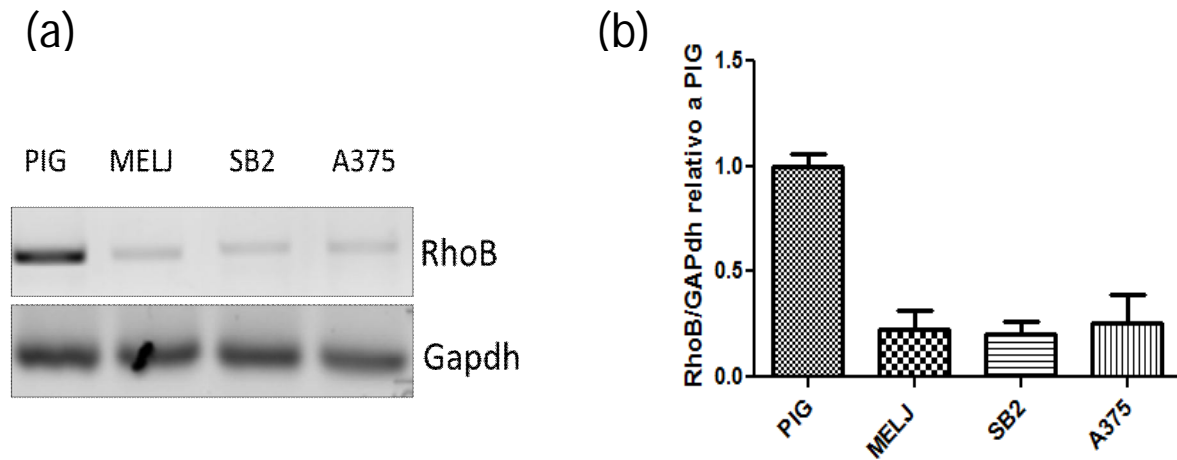 (a)
PIG MELJ SB2 A375
RhoB
Gapdh
(b)
RhoB/GAPdh relativo a PIG
1.5
1.0
0.5
0.0
PIG
MELJ
SB2
A375